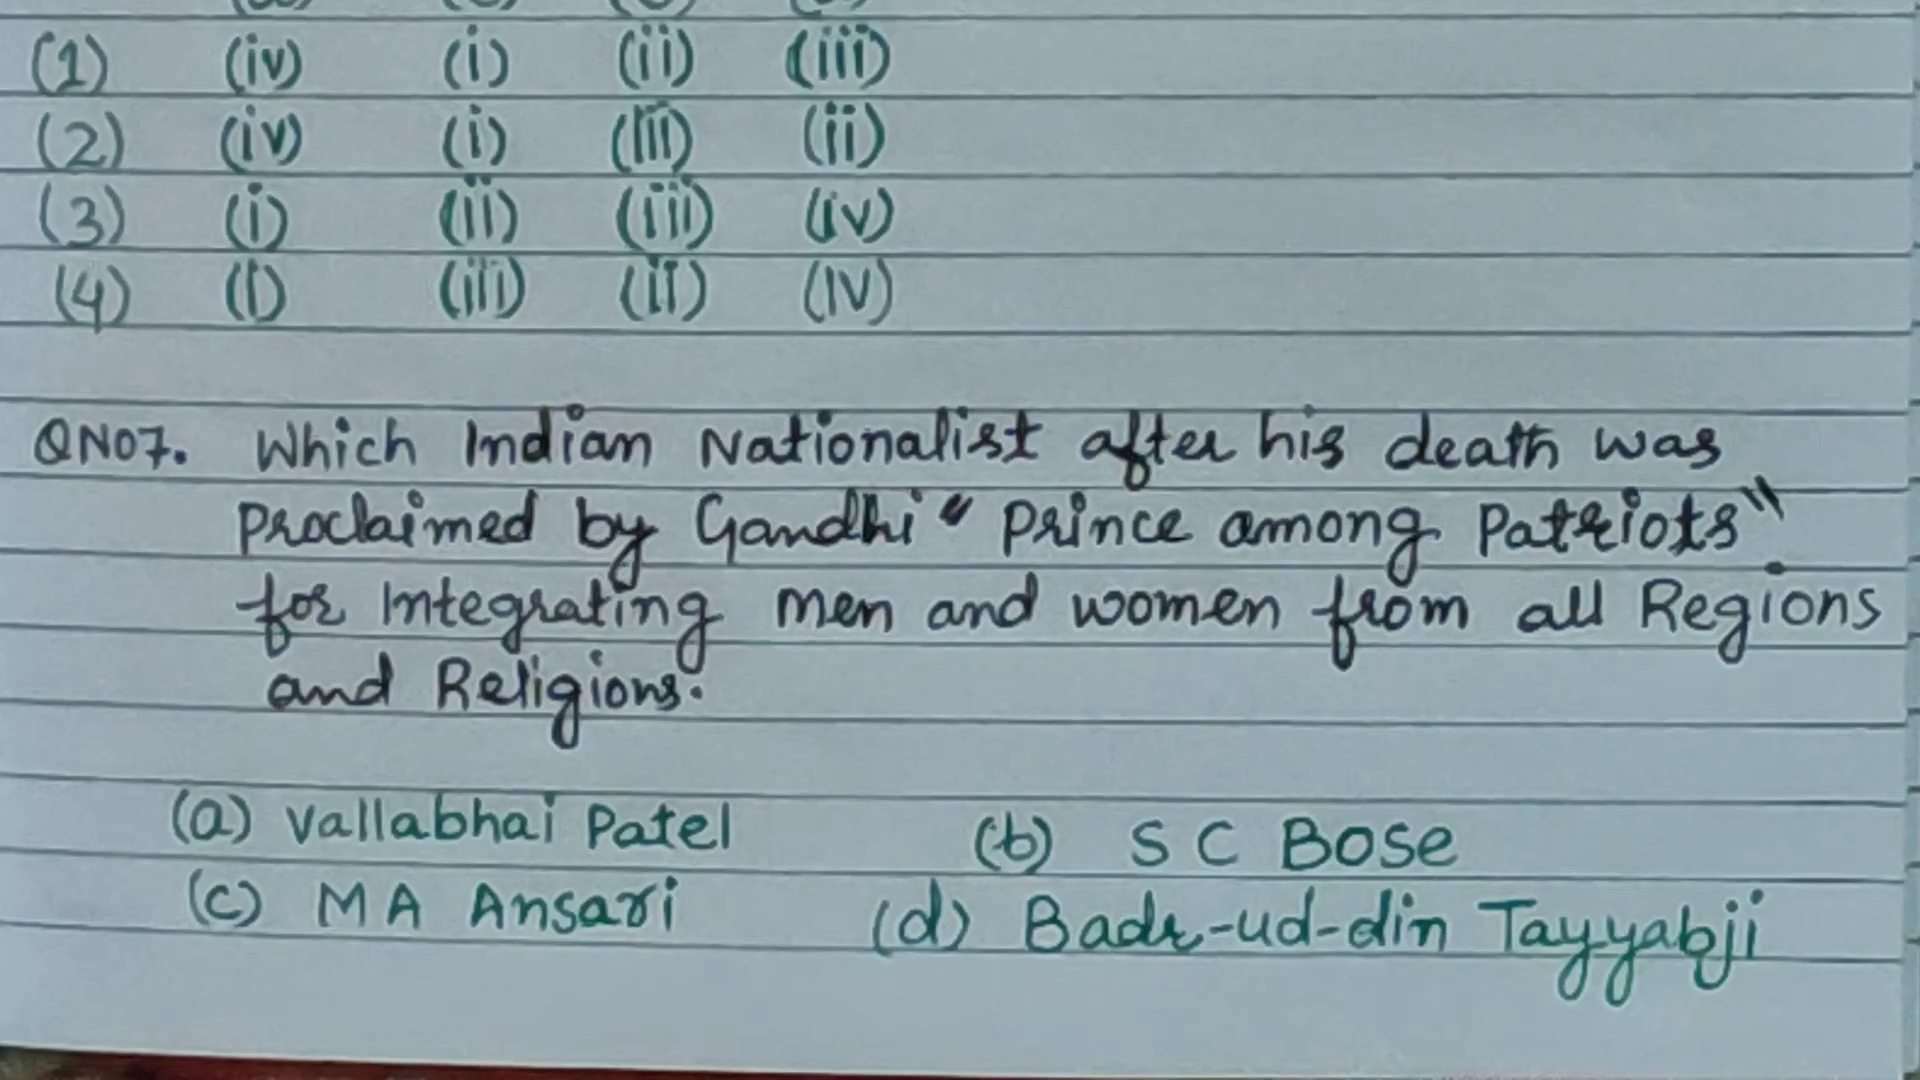 (1) (iv) (i) (ii) (iii)
(2) (iv) (i) (iii) (ii)
(3) (i) (ii) (iii) (iv)
(4) (i) (iii) (ii) (iv)
QNo7. Which Indian Nationalist after his death was
Proclaimed by Gandhi "Prince among Patriots"
for Integrating men and women from all Regions
and Religions.
(a) Vallabhai Patel (b) S C Bose
(c) M A Ansari (d) Badr-ud-din Tayyabji